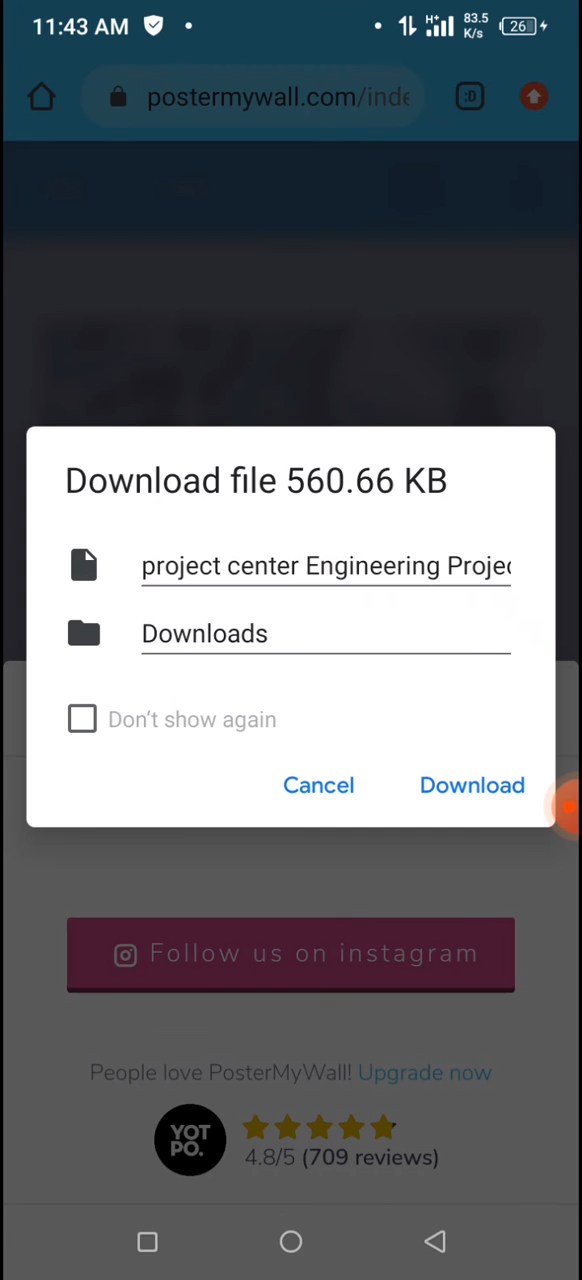 11:43 AM
H+ 83.5 K/s 26
postermywall.com/inde
:D
Download file 560.66 KB
project center Engineering Projec
Downloads
Don't show again
Cancel Download
Follow us on instagram
People love PosterMyWall! Upgrade now
YOT
PO.
4.8/5 (709 reviews)